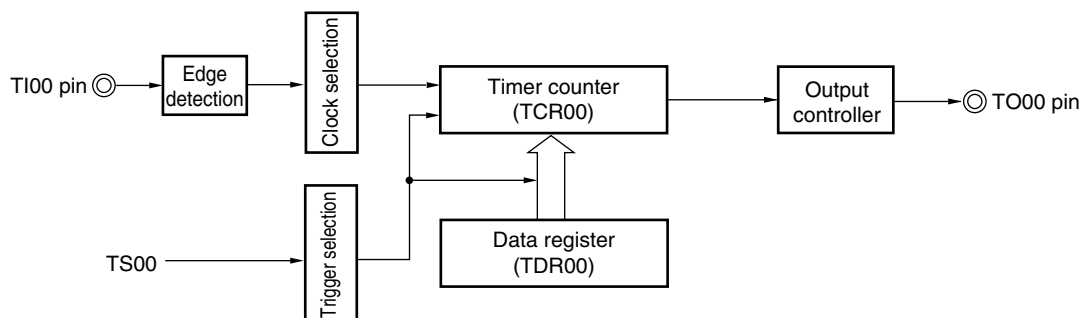 TI00 pin
Edge
detection
Clock selection
Timer counter
(TCR00)
Output
controller
TO00 pin
TS00
Trigger selection
Data register
(TDR00)